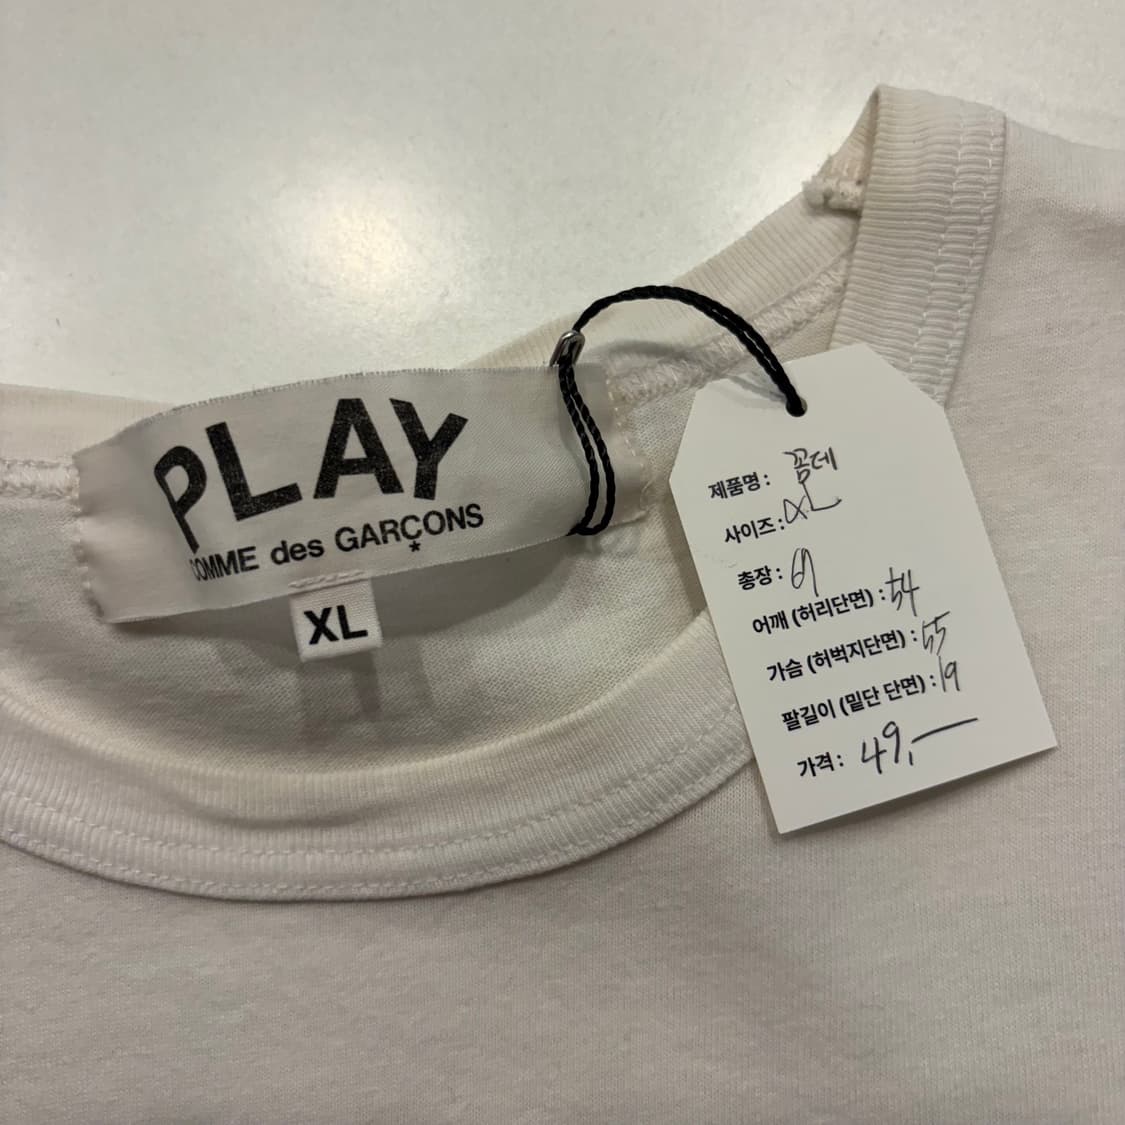 PLAY
COMME des GARÇONS
XL
제품명 : 꼼데
사이즈 : XL
총장 : 69
어깨 (허리단면) : 54
가슴 (허벅지단면) : 55
팔길이 (밑단 단면) : 19
가격 : 49,—